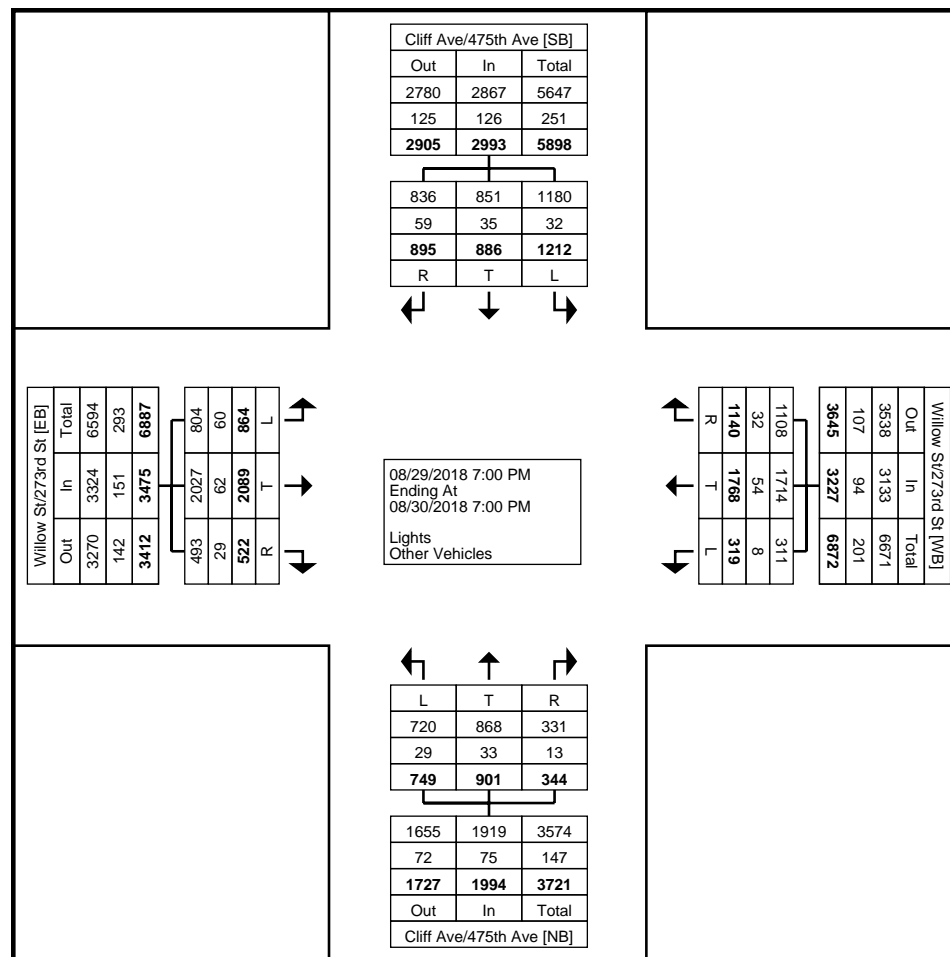 Cliff Ave/475th Ave [SB]
Out In Total
2780 2867 5647
125 126 251
2905 2993 5898
836 851 1180
59 35 32
895 886 1212
R T L
Willow St/273rd St [EB]
Total In Out
6594 3324 3270
293 151 142
6887 3475 3412
804 2027 493
60 62 29
864 2089 522
L T R
08/29/2018 7:00 PM
Ending At
08/30/2018 7:00 PM
Lights
Other Vehicles
Willow St/273rd St [WB]
Out In Total
3538 3133 6671
107 94 201
3645 3227 6872
1108 1714 311
32 54 8
1140 1768 319
R T L
L T R
720 868 331
29 33 13
749 901 344
1655 1919 3574
72 75 147
1727 1994 3721
Out In Total
Cliff Ave/475th Ave [NB]